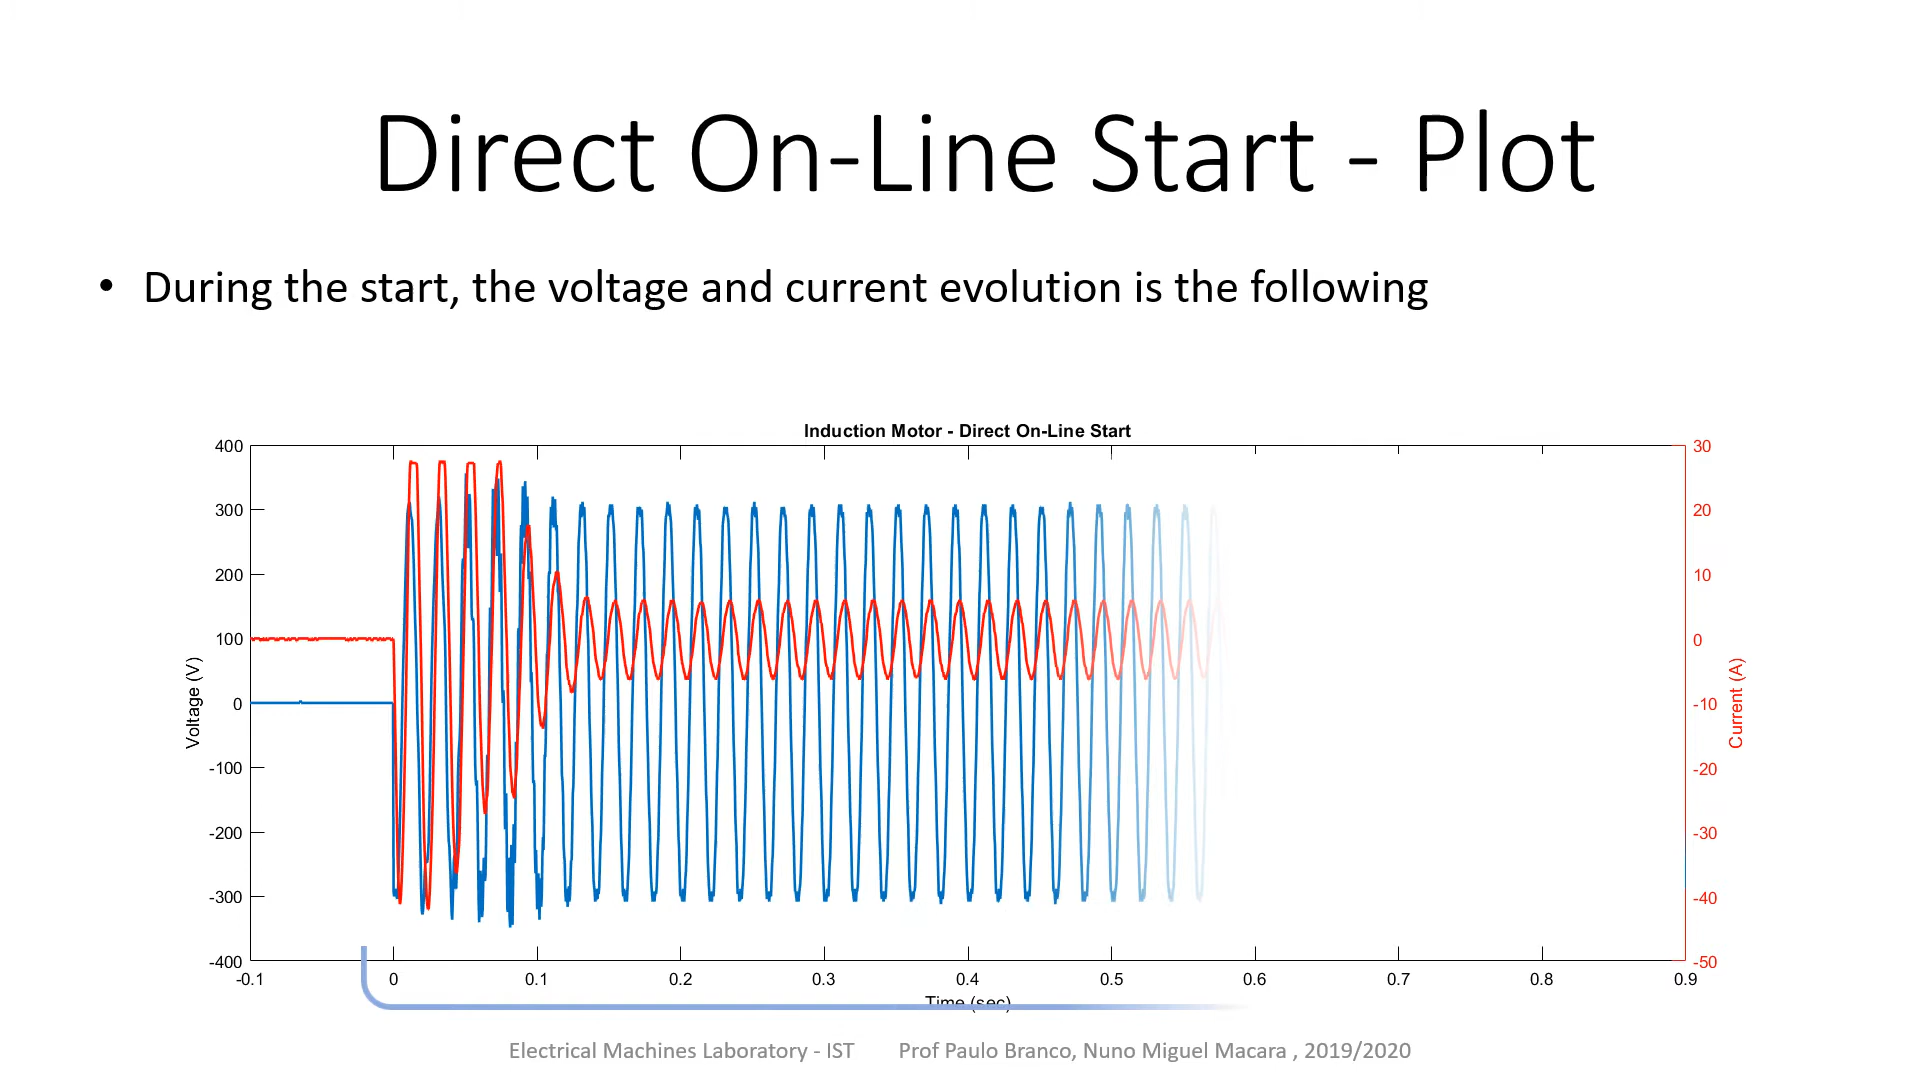 Direct On-Line Start - Plot
• During the start, the voltage and current evolution is the following
Induction Motor - Direct On-Line Start
400
300
200
100
0
-100
-200
-300
-400
Voltage (V)
30
20
10
0
-10
-20
-30
-40
-50
Current (A)
-0.1 0 0.1 0.2 0.3 0.4 0.5 0.6 0.7 0.8 0.9
Time (sec)
Electrical Machines Laboratory - IST Prof Paulo Branco, Nuno Miguel Macara , 2019/2020